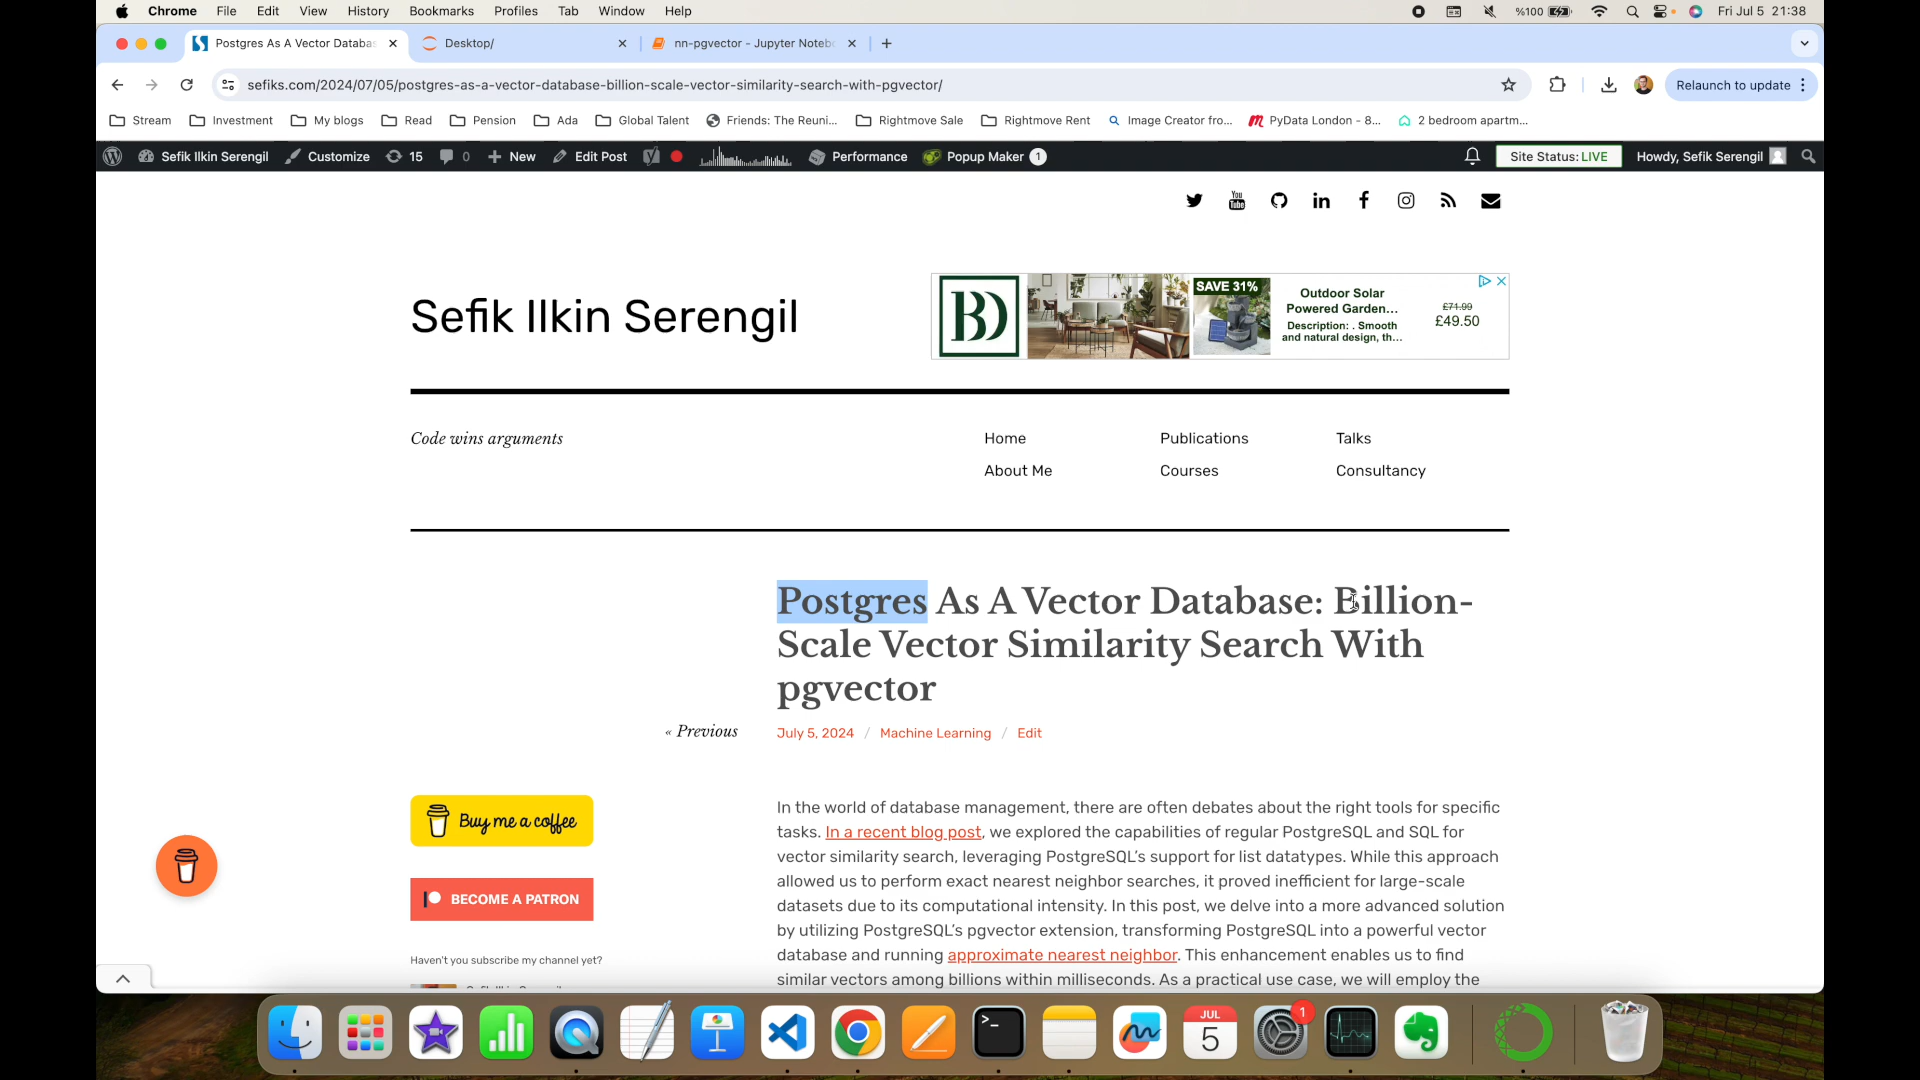 Chrome File Edit View History Bookmarks Profiles Tab Window Help
%100 Fri Jul 5 21:38
Postgres As A Vector Databas
Desktop/
nn-pgvector - Jupyter Noteb
sefiks.com/2024/07/05/postgres-as-a-vector-database-billion-scale-vector-similarity-search-with-pgvector/
Relaunch to update
Stream Investment My blogs Read Pension Ada Global Talent Friends: The Reuni... Rightmove Sale Rightmove Rent Image Creator fro... PyData London - 8... 2 bedroom apartm...
Sefik Ilkin Serengil Customize 15 0 New Edit Post Performance Popup Maker 1 Site Status: LIVE Howdy, Sefik Serengil
You
Tube
in
Sefik Ilkin Serengil
BD
SAVE 31%
Outdoor Solar
Powered Garden...
Description: . Smooth
and natural design, th...
£71.99
£49.50
Code wins arguments
Home Publications Talks
About Me Courses Consultancy
Postgres As A Vector Database: Billion-
Scale Vector Similarity Search With
pgvector
« Previous
July 5, 2024 / Machine Learning / Edit
Buy me a coffee
BECOME A PATRON
Haven't you subscribe my channel yet?
In the world of database management, there are often debates about the right tools for specific
tasks. In a recent blog post, we explored the capabilities of regular PostgreSQL and SQL for
vector similarity search, leveraging PostgreSQL's support for list datatypes. While this approach
allowed us to perform exact nearest neighbor searches, it proved inefficient for large-scale
datasets due to its computational intensity. In this post, we delve into a more advanced solution
by utilizing PostgreSQL's pgvector extension, transforming PostgreSQL into a powerful vector
database and running approximate nearest neighbor. This enhancement enables us to find
similar vectors among billions within milliseconds. As a practical use case, we will employ the
JUL
5
1